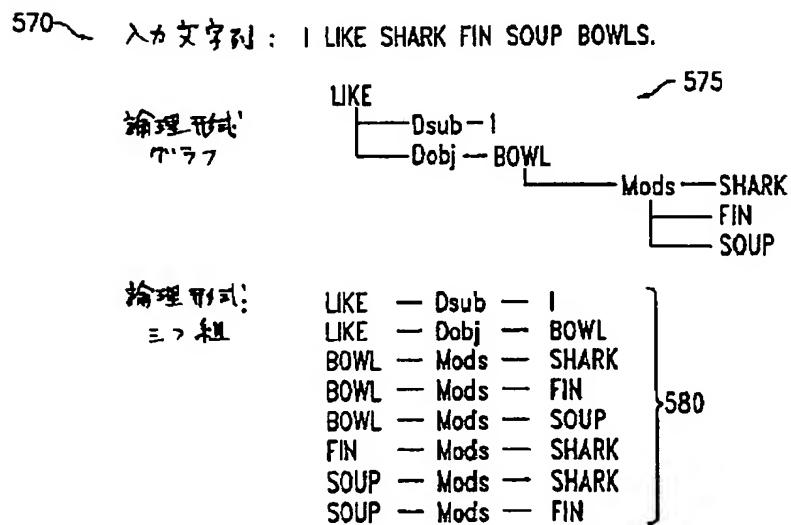 570 入力文字列: I LIKE SHARK FIN SOUP BOWLS.
575
論理形式
グラフ
LIKE
Dsub — I
Dobj — BOWL
Mods — SHARK
FIN
SOUP
論理形式:
三つ組
LIKE — Dsub — I
LIKE — Dobj — BOWL
BOWL — Mods — SHARK
BOWL — Mods — FIN
BOWL — Mods — SOUP
FIN — Mods — SHARK
SOUP — Mods — SHARK
SOUP — Mods — FIN
580